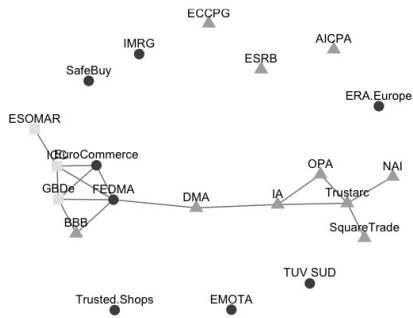 ECCPG
IMRG
AICPA
ESRB
SafeBuy
ERA.Europe
ESOMAR
ICC
EuroCommerce
OPA
NAI
GBDe
FEDMA
DMA
IA
Trustarc
BBB
SquareTrade
TUV SUD
Trusted.Shops
EMOTA